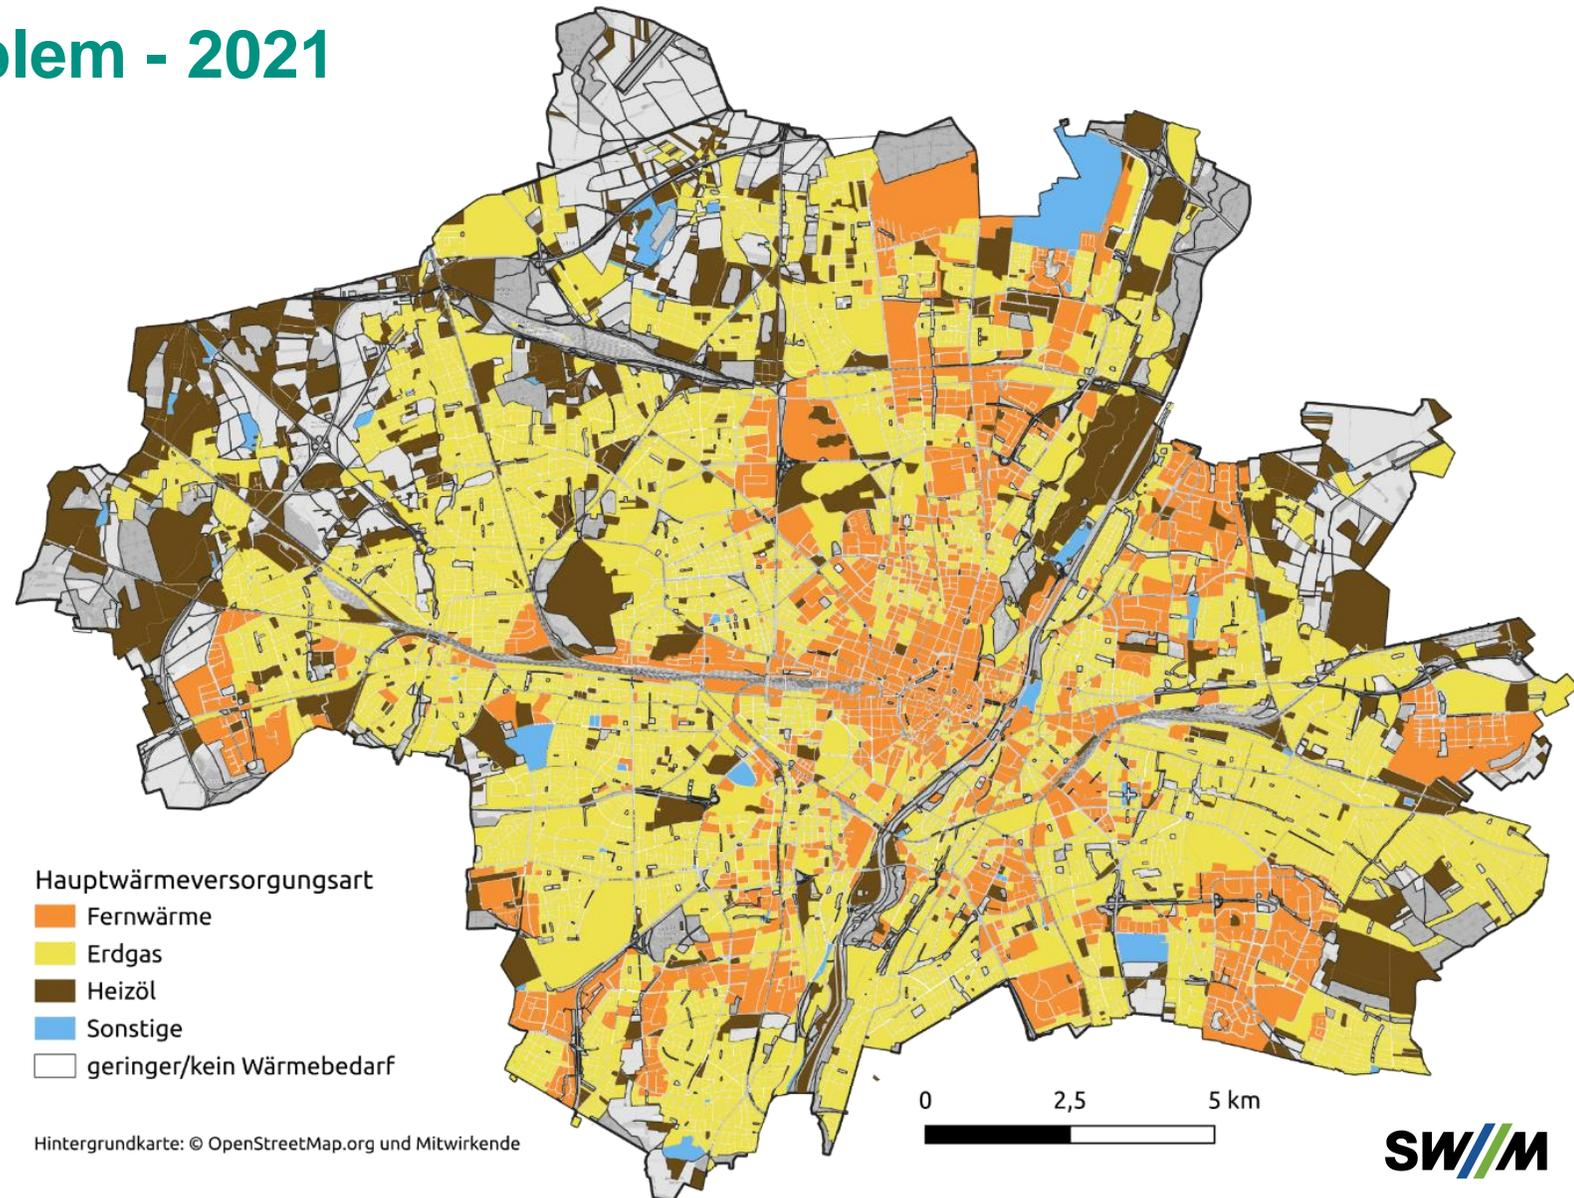 blem - 2021
Hauptwärmeversorgungsart
Fernwärme
Erdgas
Heizöl
Sonstige
geringer/kein Wärmebedarf
Hintergrundkarte: © OpenStreetMap.org und Mitwirkende
0 2,5 5 km
SW//M